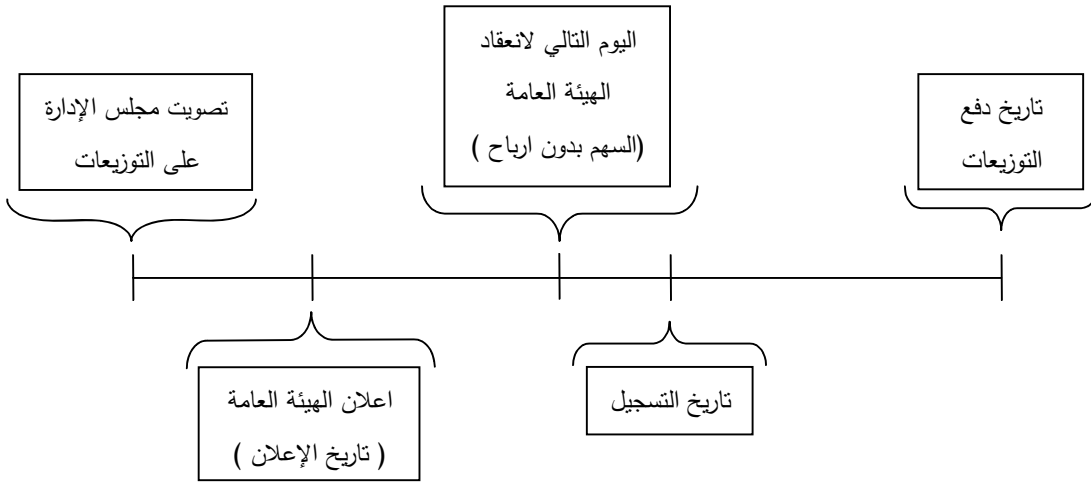 تصويت مجلس الإدارة
على التوزيعات
اعلان الهيئة العامة
( تاريخ الإعلان )
اليوم التالي لانعقاد
الهيئة العامة
(السهم بدون ارباح )
تاريخ التسجيل
تاريخ دفع
التوزيعات